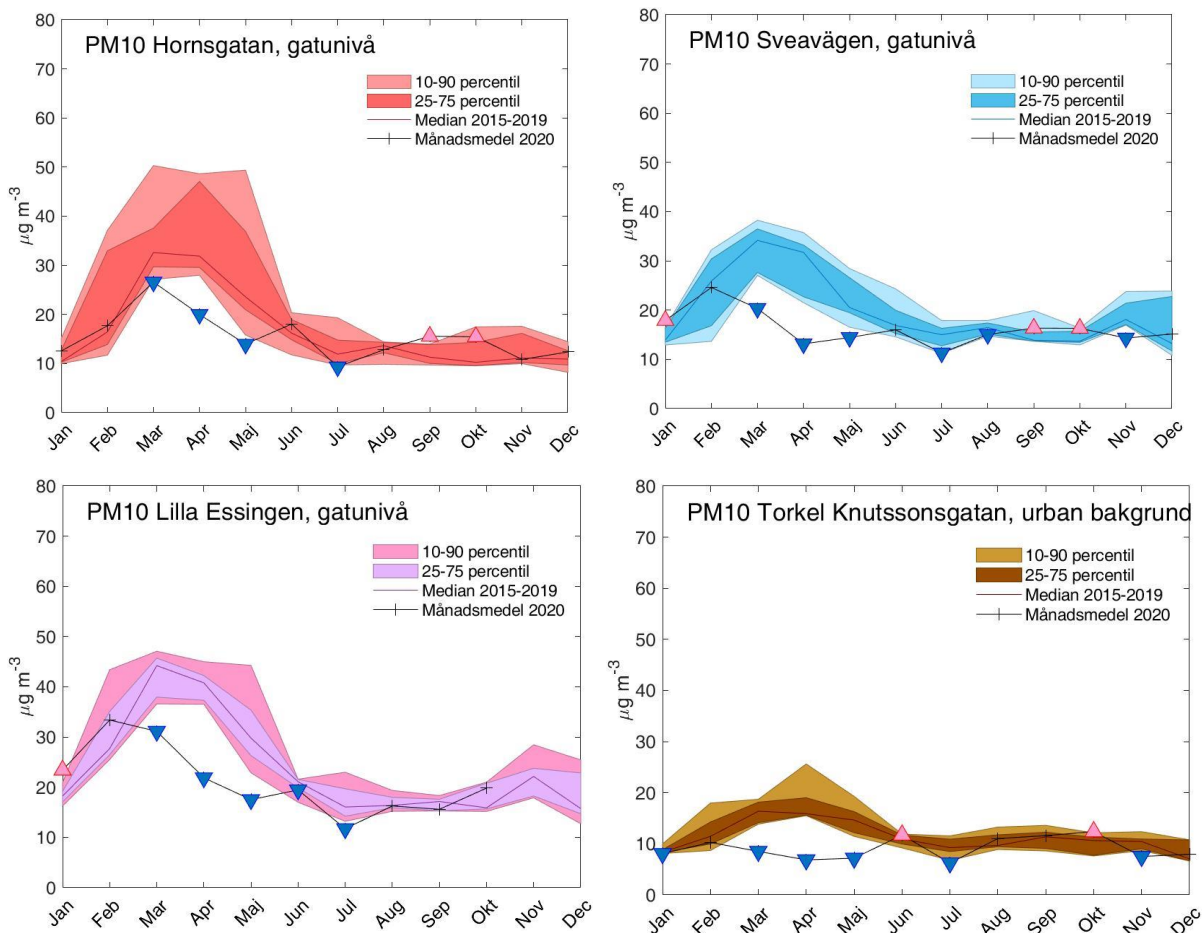 PM10 Hornsgatan, gatunivå
10-90 percentil
25-75 percentil
Median 2015-2019
Månadsmedel 2020
µg m⁻³
80
70
60
50
40
30
20
10
0
Jan Feb Mar Apr Maj Jun Jul Aug Sep Okt Nov Dec
PM10 Sveavägen, gatunivå
10-90 percentil
25-75 percentil
Median 2015-2019
Månadsmedel 2020
µg m⁻³
80
70
60
50
40
30
20
10
0
Jan Feb Mar Apr Maj Jun Jul Aug Sep Okt Nov Dec
PM10 Lilla Essingen, gatunivå
10-90 percentil
25-75 percentil
Median 2015-2019
Månadsmedel 2020
µg m⁻³
80
70
60
50
40
30
20
10
0
Jan Feb Mar Apr Maj Jun Jul Aug Sep Okt Nov Dec
PM10 Torkel Knutssonsgatan, urban bakgrund
10-90 percentil
25-75 percentil
Median 2015-2019
Månadsmedel 2020
µg m⁻³
80
70
60
50
40
30
20
10
0
Jan Feb Mar Apr Maj Jun Jul Aug Sep Okt Nov Dec